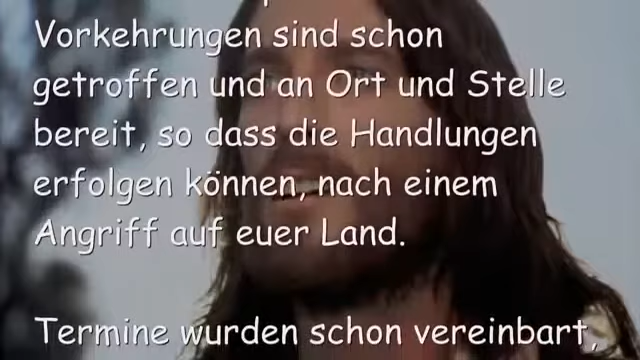 Vorkehrungen sind schon
getroffen und an Ort und Stelle
bereit, so dass die Handlungen
erfolgen können, nach einem
Angriff auf euer Land.
Termine wurden schon vereinbart,